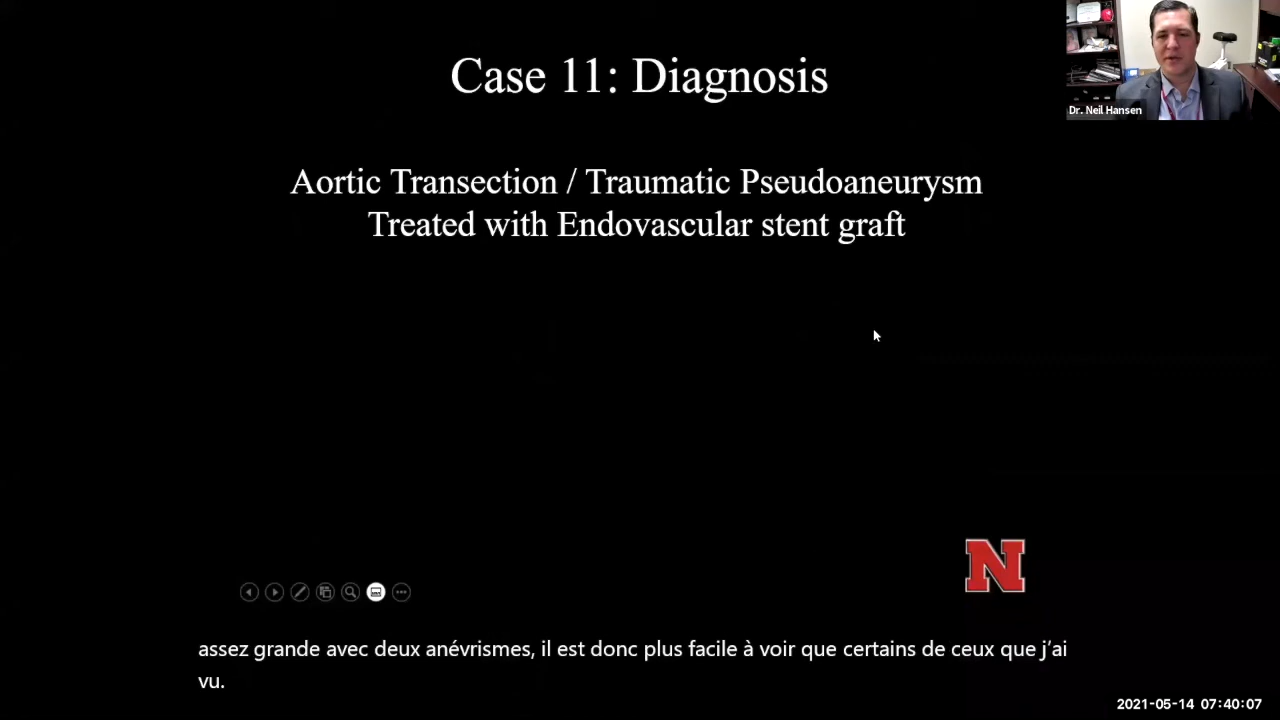 Case 11: Diagnosis
Dr. Neil Hansen
Aortic Transection / Traumatic Pseudoaneurysm
Treated with Endovascular stent graft
N
assez grande avec deux anévrismes, il est donc plus facile à voir que certains de ceux que j’ai
vu.
2021-05-14 07:40:07